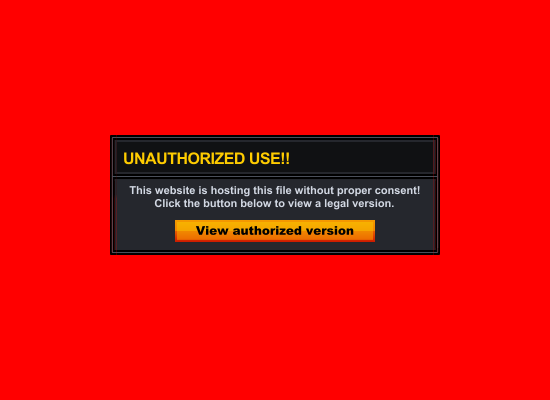 UNAUTHORIZED USE!!
This website is hosting this file without proper consent!
Click the button below to view a legal version.
View authorized version